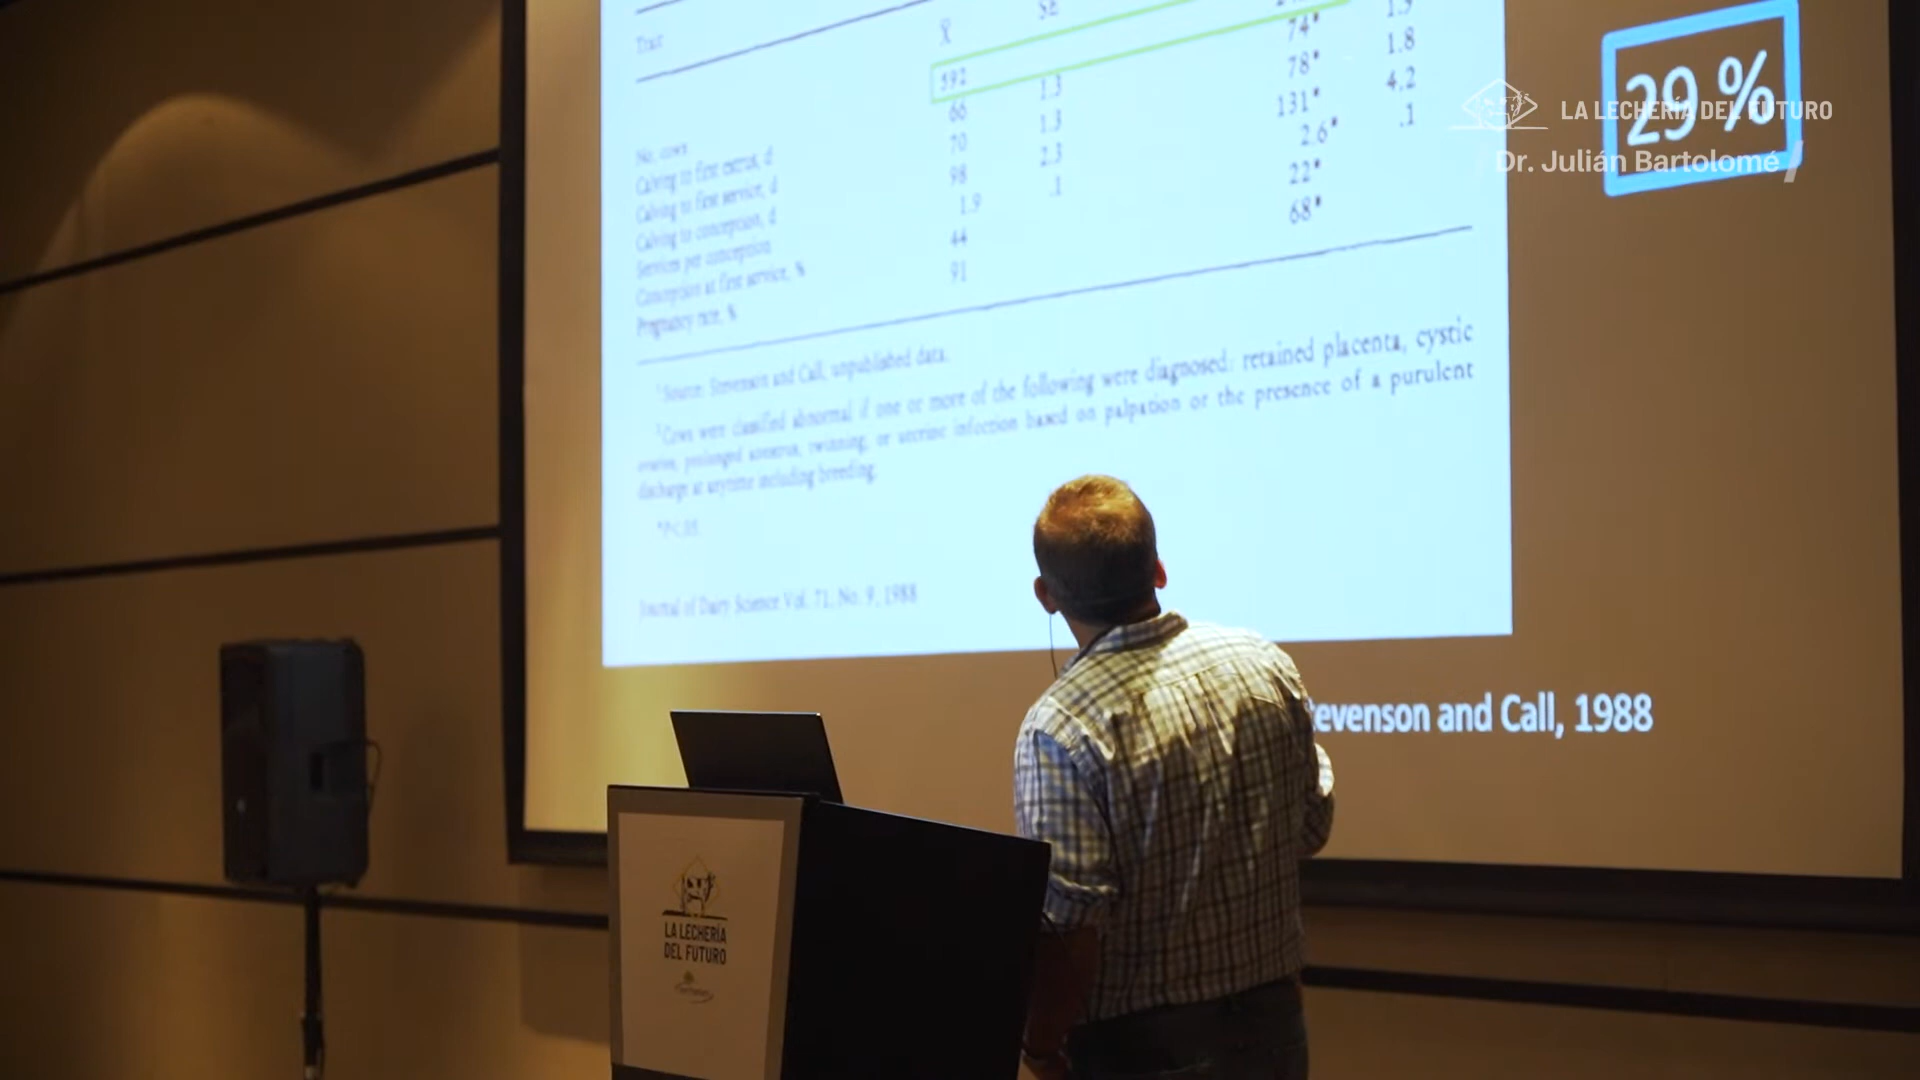 Trait X̄ SE
1.9
No. cows 592
74* 1.8
Calving to first estrus, d 66 1.3 78* 4.2
Calving to first service, d 70 1.3 131* .1
Calving to conception, d 98 2.3 2.6*
Services per conception 1.9 .1 22*
Conception at first service, % 44 68*
Pregnancy rate, % 91
¹Source: Stevenson and Call, unpublished data.
²Cows were classified abnormal if one or more of the following were diagnosed: retained placenta, cystic
ovaries, prolonged anestrus, twinning, or uterine infection based on palpation or the presence of a purulent
discharge at anytime including breeding.
*P<.05
Journal of Dairy Science Vol. 71, No. 9, 1988
29 %
LA LECHERÍA DEL FUTURO
Dr. Julián Bartolomé
tevenson and Call, 1988
LA LECHERÍA
DEL FUTURO